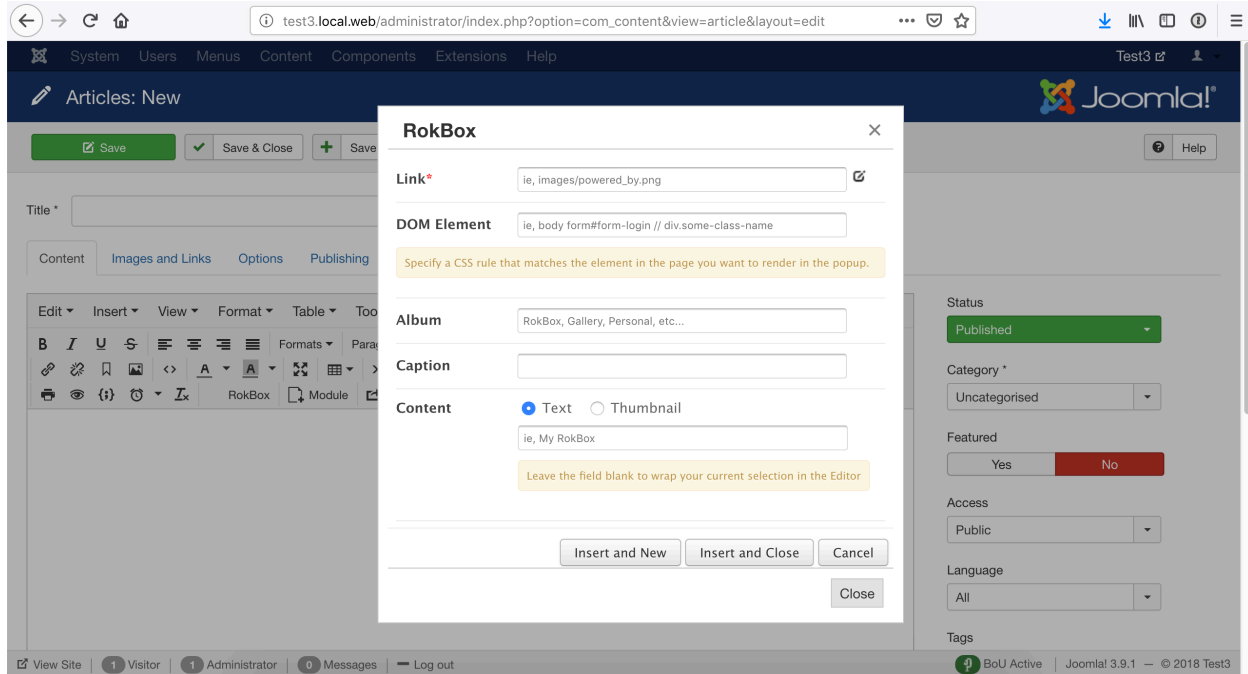 test3.local.web/administrator/index.php?option=com_content&view=article&layout=edit
System Users Menus Content Components Extensions Help
Test3
Articles: New
Joomla!®
Save
Save & Close
Save
Help
RokBox
×
Link*
ie, images/powered_by.png
DOM Element
ie, body form#form-login // div.some-class-name
Specify a CSS rule that matches the element in the page you want to render in the popup.
Album
RokBox, Gallery, Personal, etc...
Caption
Content
Text
Thumbnail
ie, My RokBox
Leave the field blank to wrap your current selection in the Editor
Insert and New
Insert and Close
Cancel
Close
Title *
Content Images and Links Options Publishing
Edit Insert View Format Table Too
B I U S Formats Para
A A
RokBox Module
Status
Published
Category *
Uncategorised
Featured
Yes No
Access
Public
Language
All
Tags
View Site | 1 Visitor | 1 Administrator | 0 Messages | Log out
BoU Active | Joomla! 3.9.1 — © 2018 Test3